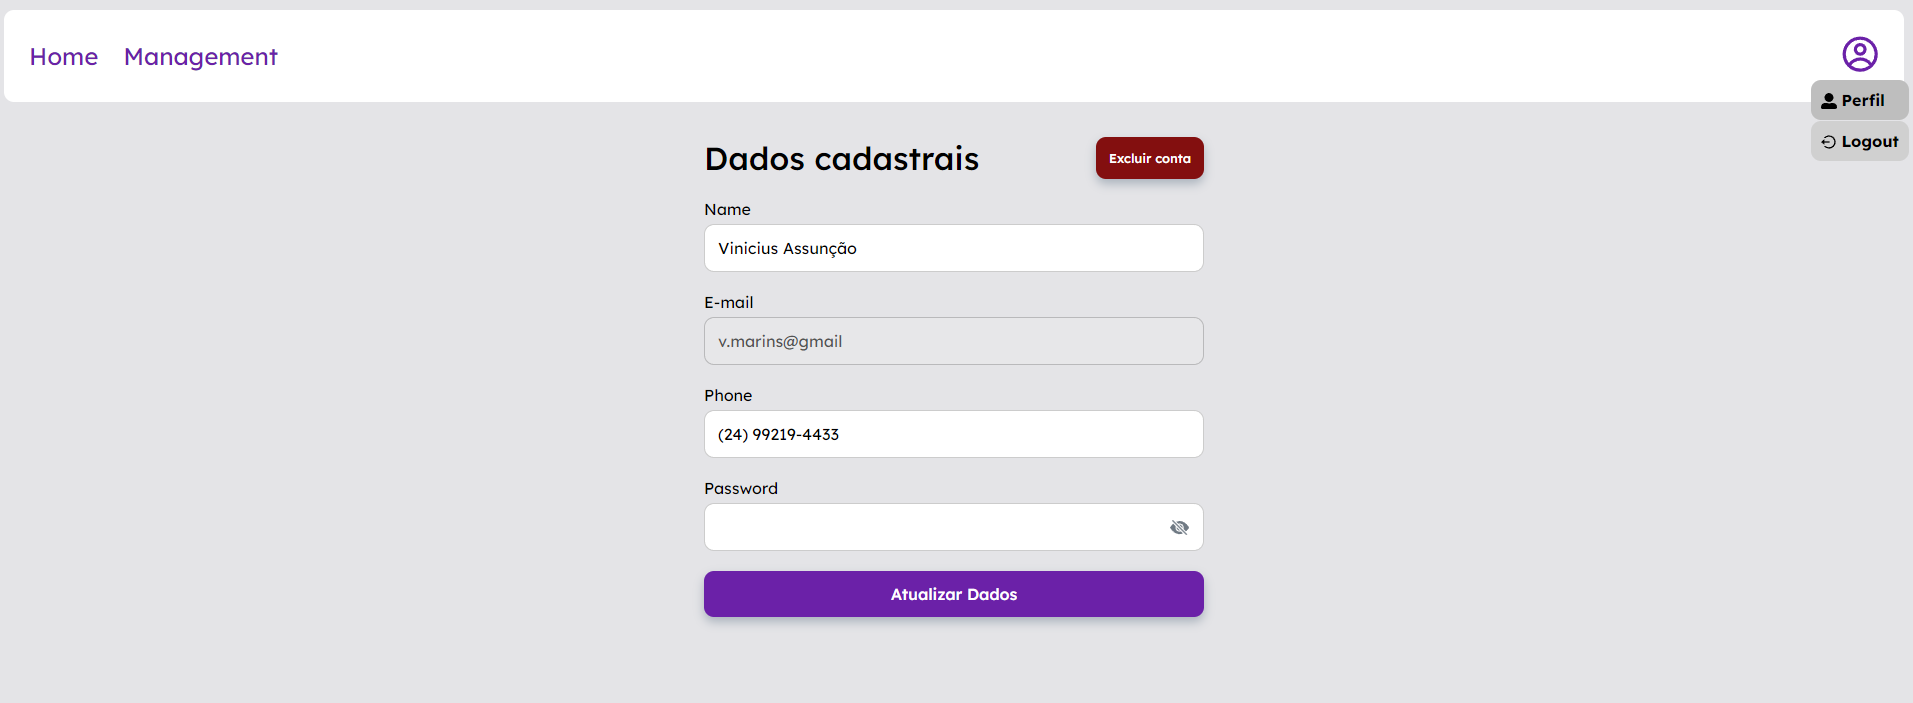 Home Management
Perfil
Logout
Dados cadastrais
Excluir conta
Name
Vinicius Assunção
E-mail
v.marins@gmail
Phone
(24) 99219-4433
Password
Atualizar Dados